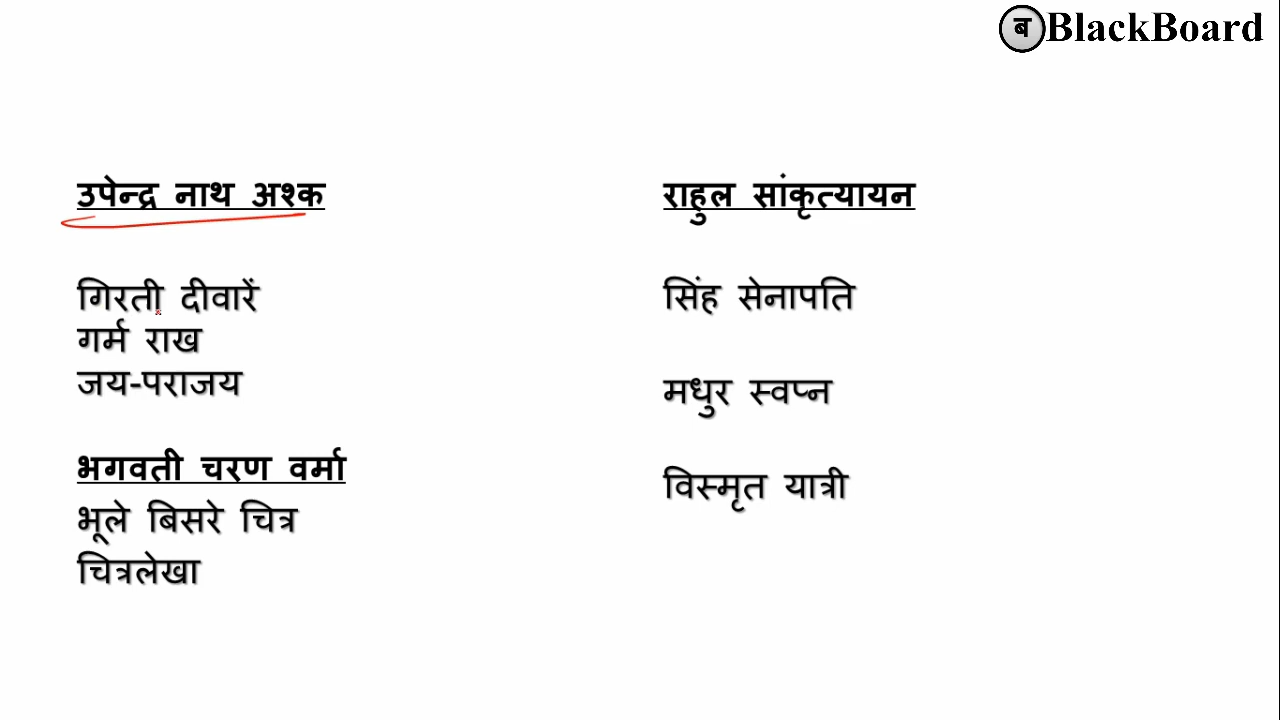 ब BlackBoard
उपेन्द्र नाथ अश्क
गिरती दीवारें
गर्म राख
जय-पराजय
भगवती चरण वर्मा
भूले बिसरे चित्र
चित्रलेखा
राहुल सांकृत्यायन
सिंह सेनापति
मधुर स्वप्न
विस्मृत यात्री